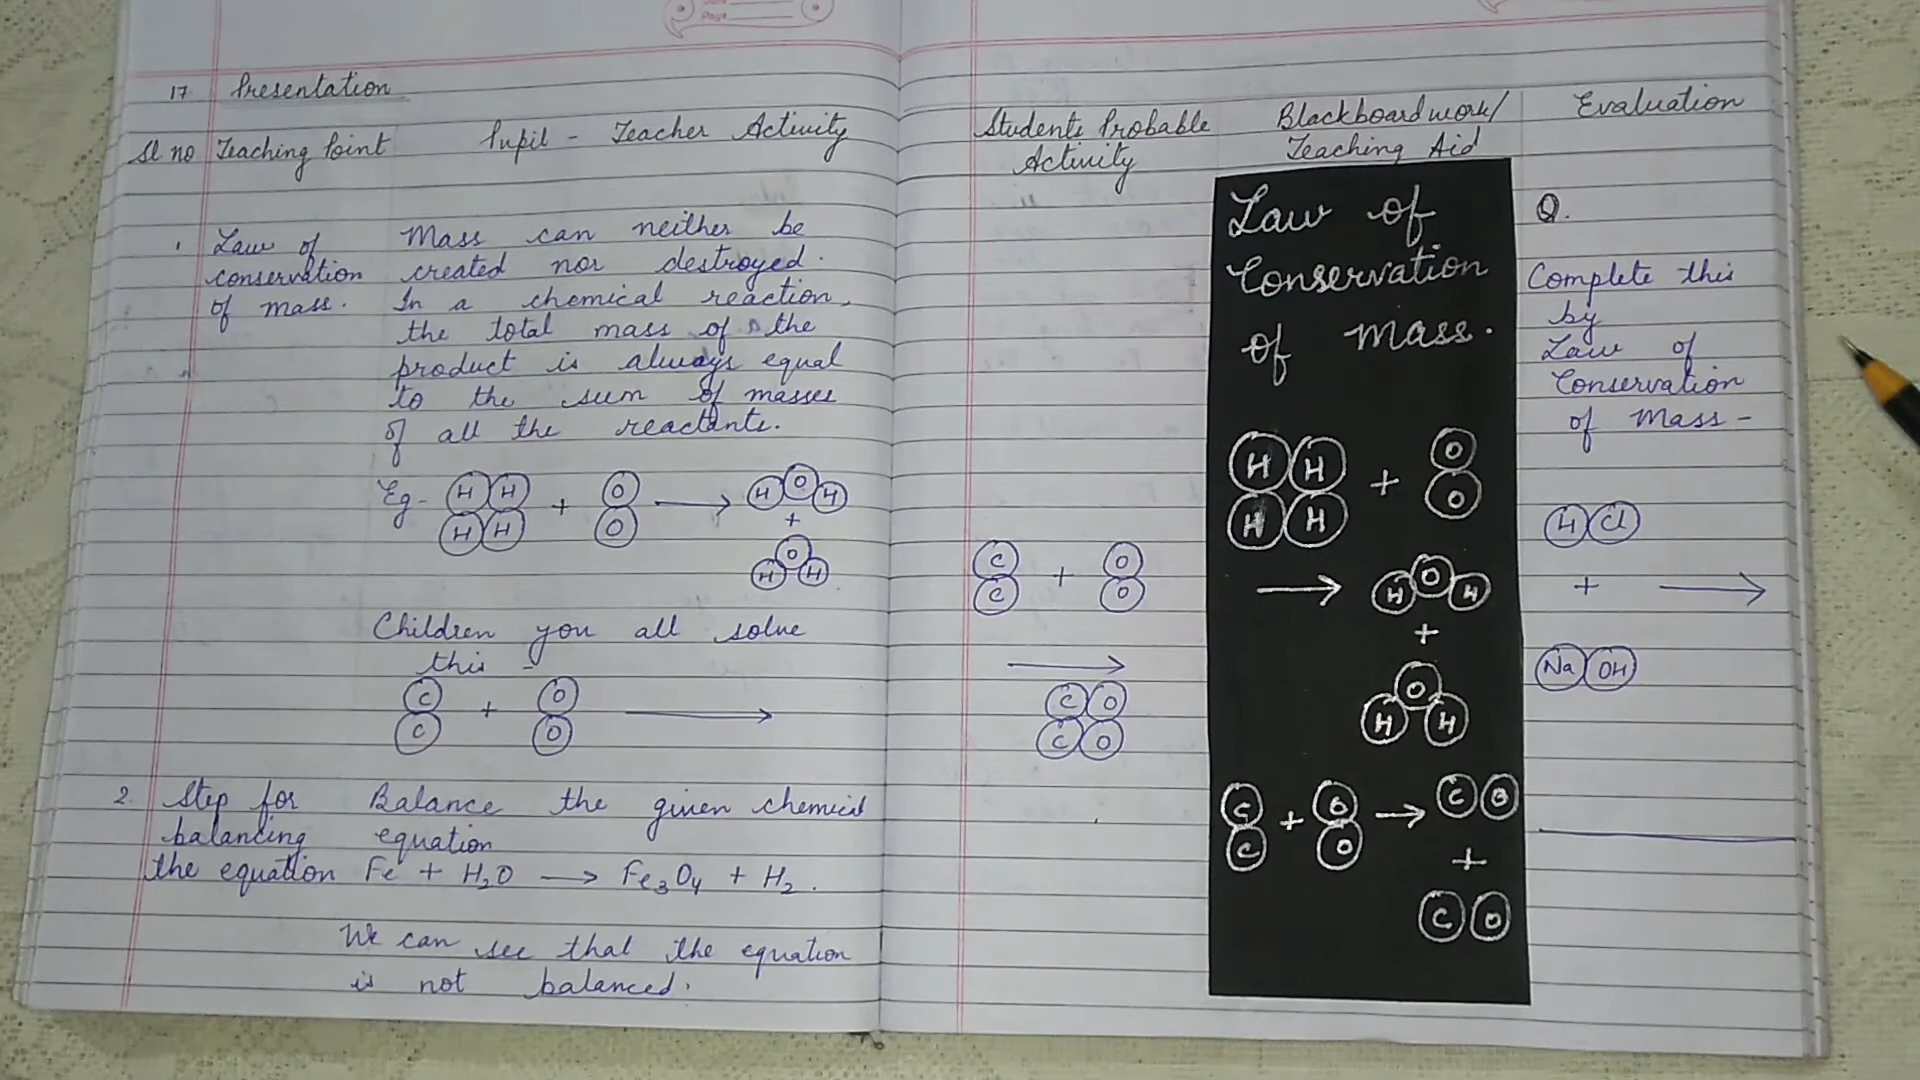 Page
17 Presentation
Sl no Teaching Point Pupil - Teacher Activity
1 Law of conservation of mass.
Mass can neither be
created nor destroyed.
In a chemical reaction,
the total mass of the
product is always equal
to the sum of masses
of all the reactants.
Eg- H H + O → H O H
H H O +
H O H
Children you all solve
this -
C + O →
C O
2. Step for
balancing
the equation
Balance the given chemical
equation
Fe + H2O → Fe3O4 + H2.
We can see that the equation
is not balanced.
Students Probable
Activity
C + O
C O
→
C O
C O
Blackboard work/
Teaching Aid
Law of
Conservation
of mass.
H H + O
H H O
→ H O H
+
H O H
C + O → C O
C O +
C O
Evaluation
Q.
Complete this
by
Law of
Conservation
of Mass -
H Cl
+ →
Na OH